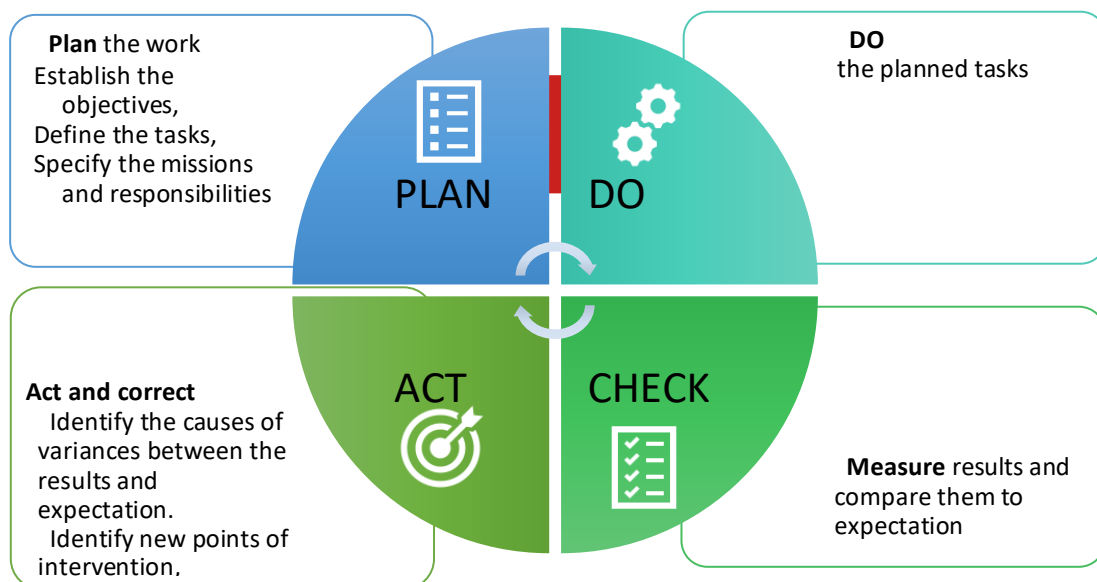 Plan the work
Establish the
objectives,
Define the tasks,
Specify the missions
and responsibilities
PLAN
DO
DO
the planned tasks
ACT
CHECK
Act and correct
Identify the causes of
variances between the
results and
expectation.
Identify new points of
intervention,
Measure results and
compare them to
expectation